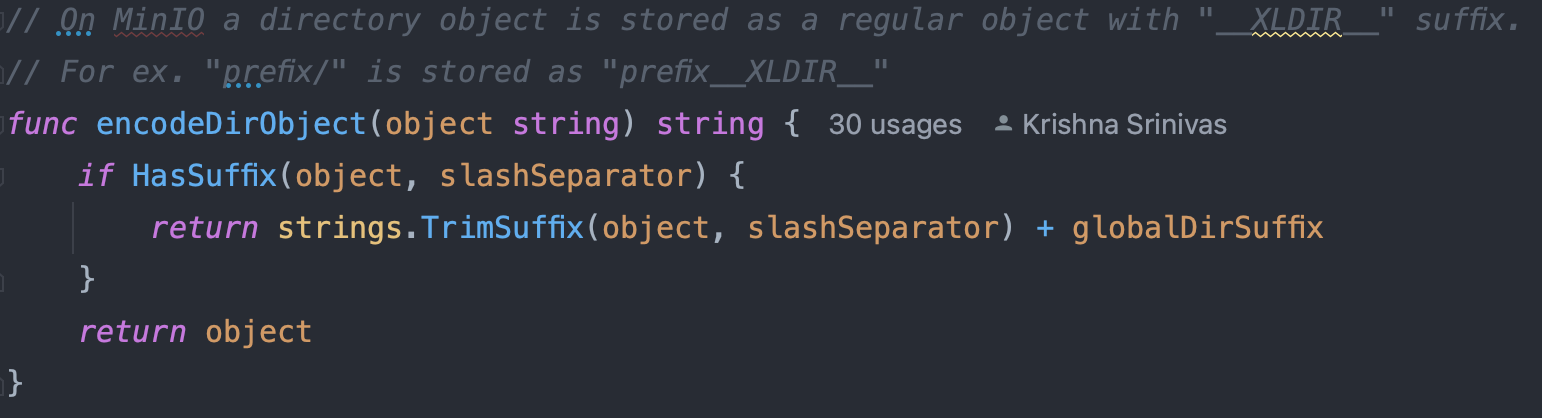 // On MinIO a directory object is stored as a regular object with "__XLDIR__" suffix.
// For ex. "prefix/" is stored as "prefix__XLDIR__"
func encodeDirObject(object string) string { 30 usages Krishna Srinivas
    if HasSuffix(object, slashSeparator) {
        return strings.TrimSuffix(object, slashSeparator) + globalDirSuffix
    }
    return object
}